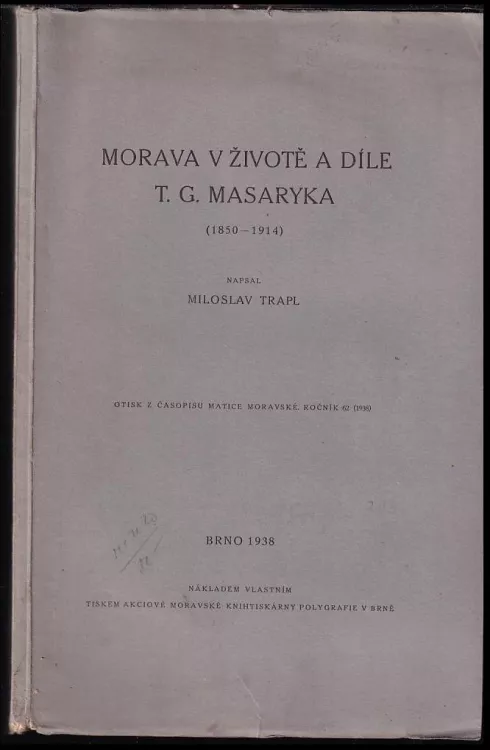 MORAVA V ŽIVOTĚ A DÍLE
T. G. MASARYKA
(1850–1914)
NAPSAL
MILOSLAV TRAPL
OTISK Z ČASOPISU MATICE MORAVSKÉ, ROČNÍK 62 (1938)
BRNO 1938
NÁKLADEM VLASTNÍM
TISKEM AKCIOVÉ MORAVSKÉ KNIHTISKÁRNY POLYGRAFIE V BRNĚ